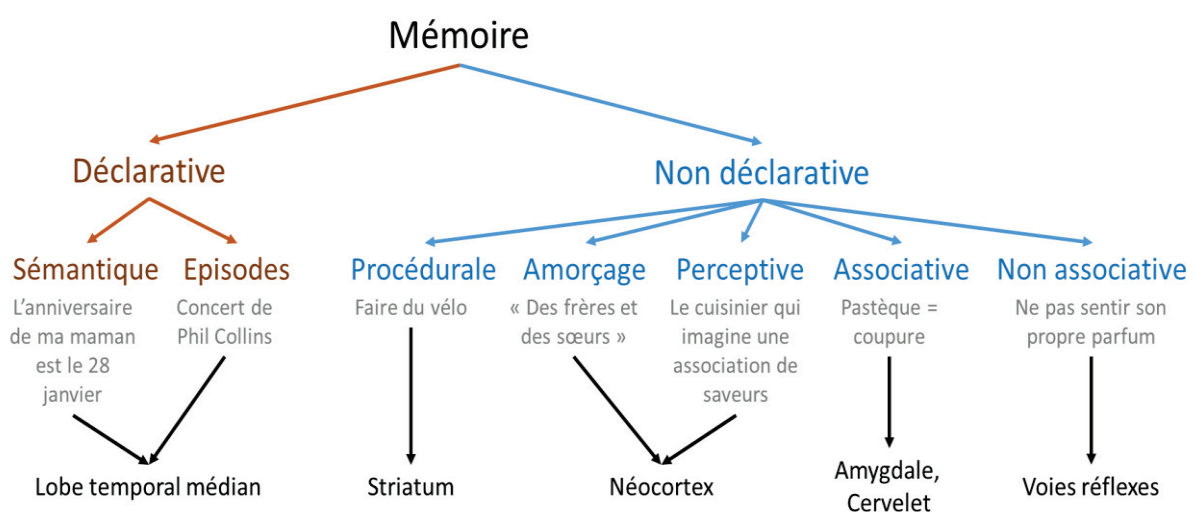 Mémoire
Déclarative
Non déclarative
Sémantique
Episodes
Procédurale
Amorçage
Perceptive
Associative
Non associative
L'anniversaire
de ma maman
est le 28
janvier
Concert de
Phil Collins
Faire du vélo
« Des frères et
des sœurs »
Le cuisinier qui
imagine une
association de
saveurs
Pastèque =
coupure
Ne pas sentir son
propre parfum
Lobe temporal médian
Striatum
Néocortex
Amygdale,
Cervelet
Voies réflexes